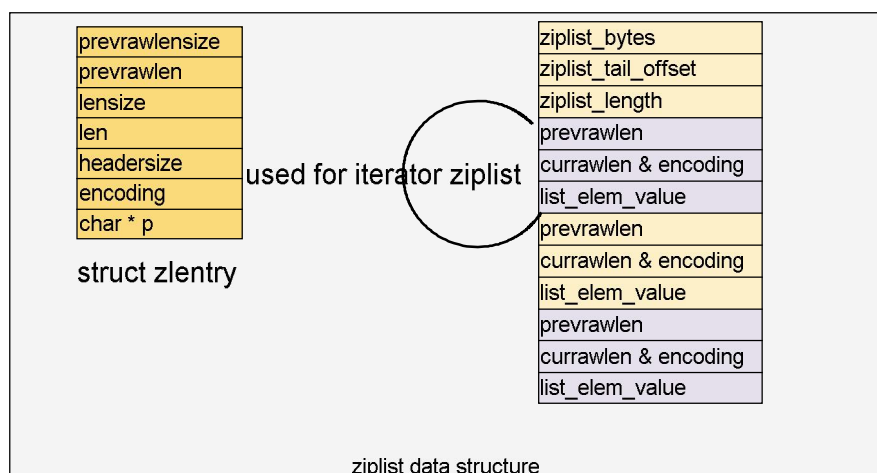 prevrawlensize
prevrawlen
lensize
len
headersize
encoding
char * p
struct zlentry
used for iterator ziplist
ziplist_bytes
ziplist_tail_offset
ziplist_length
prevrawlen
currawlen & encoding
list_elem_value
prevrawlen
currawlen & encoding
list_elem_value
prevrawlen
currawlen & encoding
list_elem_value
ziplist data structure